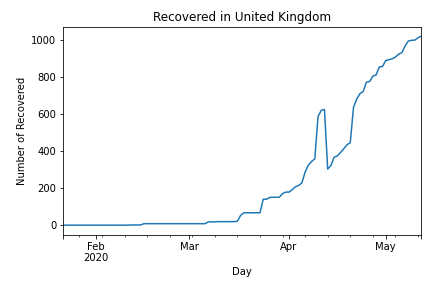 Recovered in United Kingdom
Number of Recovered
1000
800
600
400
200
0
Feb
2020
Mar
Apr
May
Day